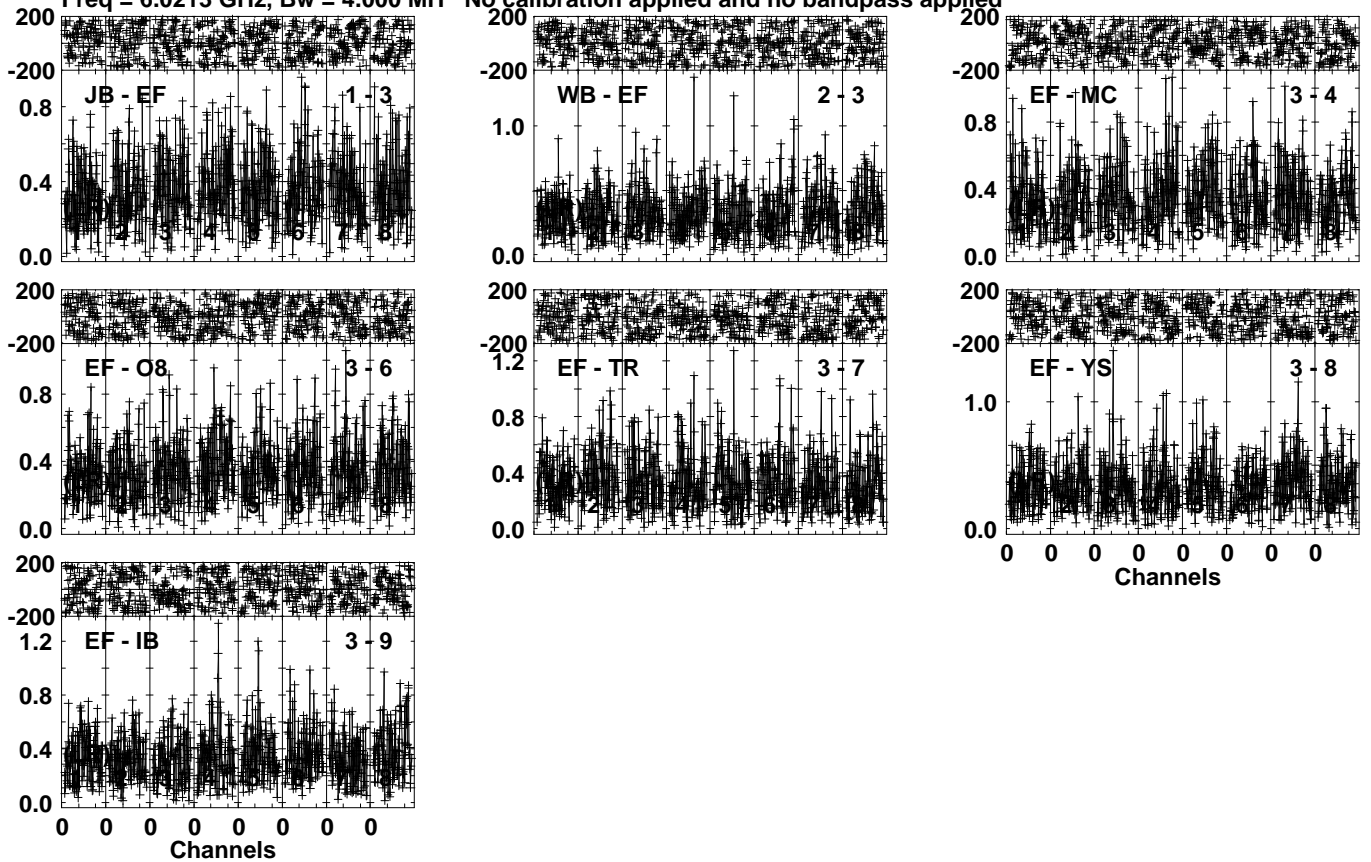 Freq = 6.0215 GHz, Bw = 4.000 MH No calibration applied and no bandpass applied
200 200 200
-200 -200 -200
JB - EF 1 - 3 WB - EF 2 - 3 EF - MC 3 - 4
0.8 1.0 0.8
0.4 0.4
0.0 0.0 0.0
200 200 200
-200 -200 -200
EF - O8 3 - 6 EF - TR 3 - 7 EF - YS 3 - 8
1.2
0.8 0.8 1.0
0.4 0.4
0.0 0.0 0.0
0 0 0 0 0 0 0 0
Channels
200
-200
EF - IB 3 - 9
1.2
0.8
0.4
0.0
0 0 0 0 0 0 0 0
Channels